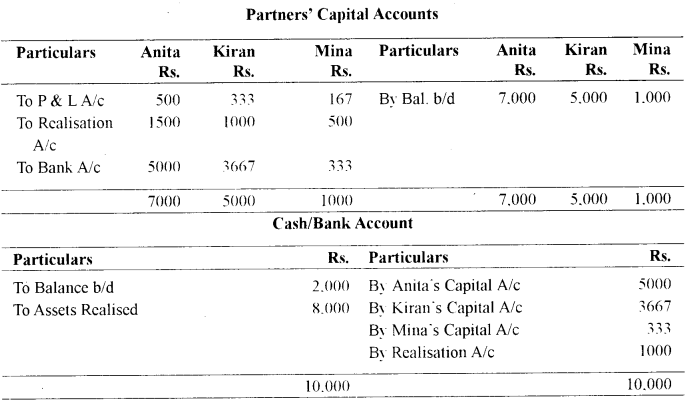 Partners' Capital Accounts
Particulars Anita Kiran Mina Particulars Anita Kiran Mina
Rs. Rs. Rs. Rs. Rs. Rs.
To P & L A/c 500 333 167 By Bal. b/d 7,000 5,000 1,000
To Realisation 1500 1000 500
A/c
To Bank A/c 5000 3667 333
7000 5000 1000 7,000 5,000 1,000
Cash/Bank Account
Particulars Rs. Particulars Rs.
To Balance b/d 2,000 By Anita's Capital A/c 5000
To Assets Realised 8,000 By Kiran's Capital A/c 3667
By Mina's Capital A/c 333
By Realisation A/c 1000
10,000 10,000